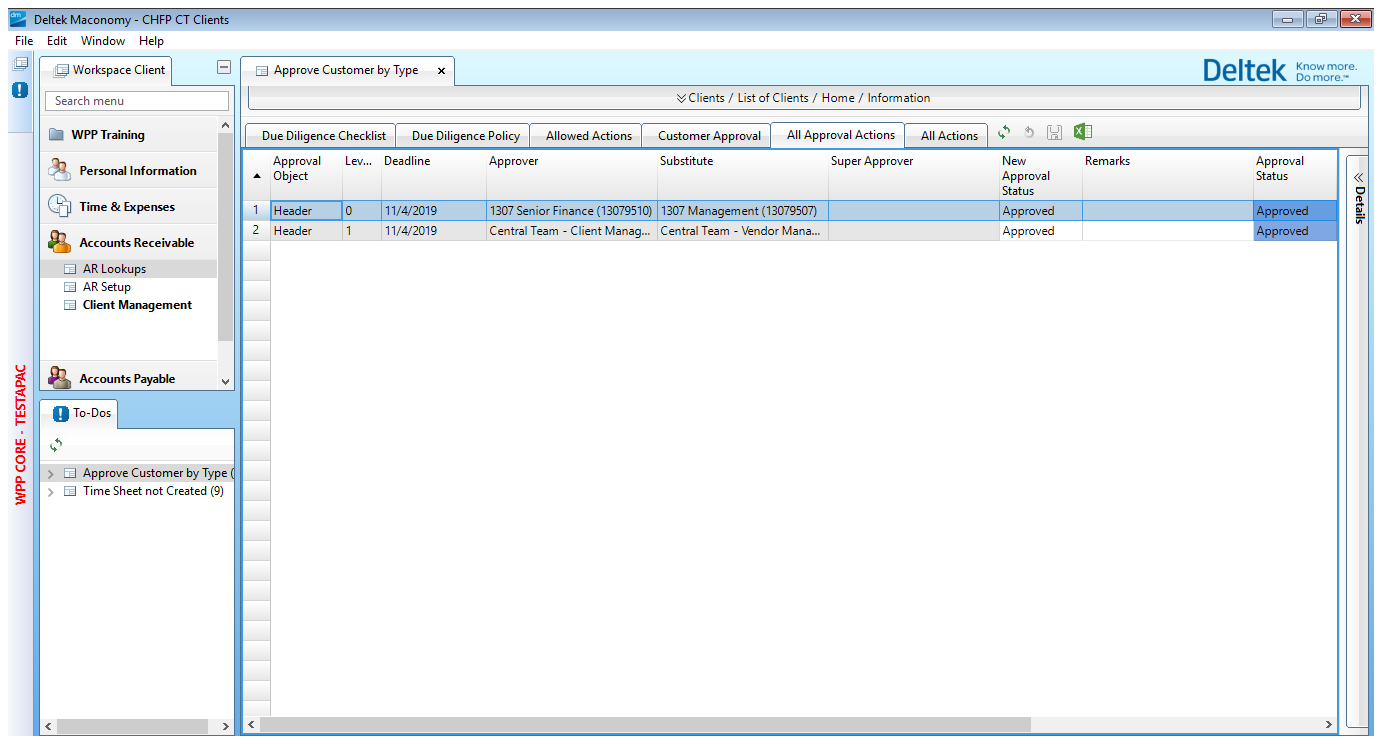 dm
Deltek Maconomy - CHFP CT Clients
File Edit Window Help
Workspace Client
Search menu
WPP Training
Personal Information
Time & Expenses
Accounts Receivable
AR Lookups
AR Setup
Client Management
Accounts Payable
To-Dos
Approve Customer by Type (
Time Sheet not Created (9)
WPP CORE - TESTAPAC
Approve Customer by Type
Deltek Know more.
Do more.™
Clients / List of Clients / Home / Information
Due Diligence Checklist Due Diligence Policy Allowed Actions Customer Approval All Approval Actions All Actions
Approval Object Lev... Deadline Approver Substitute Super Approver New Approval Status Remarks Approval Status
1 Header 0 11/4/2019 1307 Senior Finance (13079510) 1307 Management (13079507) Approved Approved
2 Header 1 11/4/2019 Central Team - Client Manag... Central Team - Vendor Mana... Approved Approved
Details